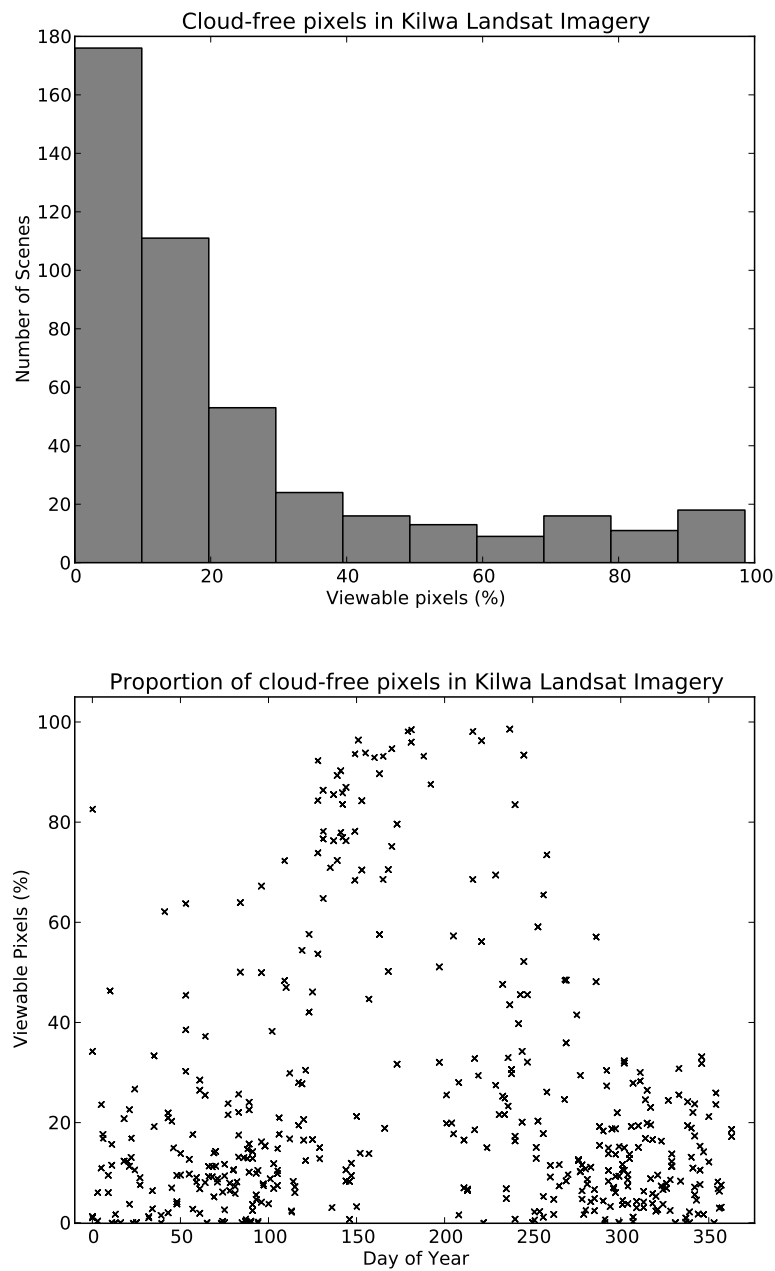 Cloud-free pixels in Kilwa Landsat Imagery
180
160
140
120
100
80
60
40
20
0
Number of Scenes
0 20 40 60 80 100
Viewable pixels (%)
Proportion of cloud-free pixels in Kilwa Landsat Imagery
100
80
60
40
20
0
Viewable Pixels (%)
0 50 100 150 200 250 300 350
Day of Year